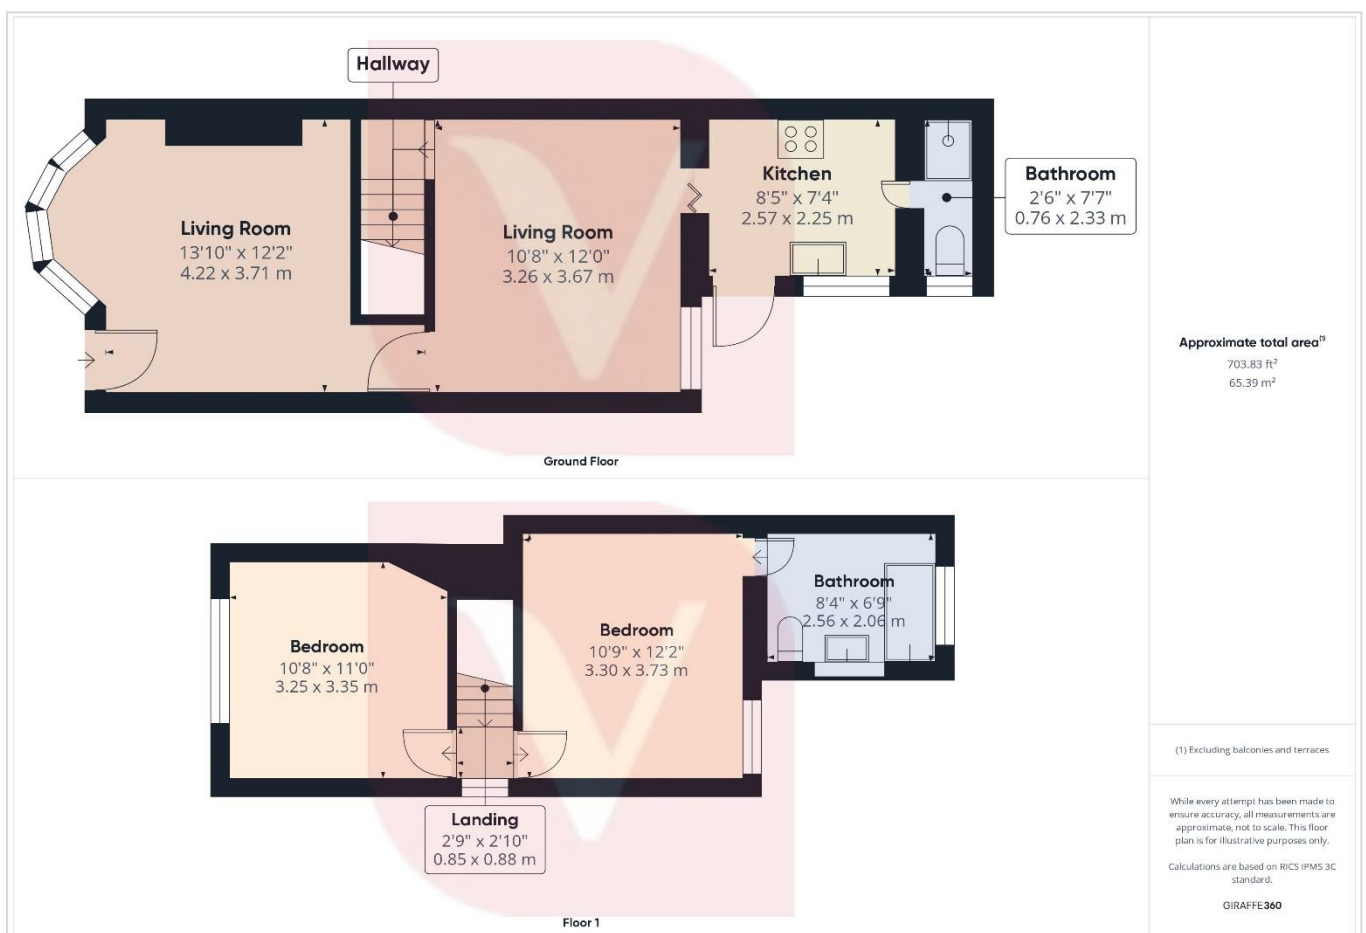 Hallway
Living Room
13'10" x 12'2"
4.22 x 3.71 m
Living Room
10'8" x 12'0"
3.26 x 3.67 m
Kitchen
8'5" x 7'4"
2.57 x 2.25 m
Bathroom
2'6" x 7'7"
0.76 x 2.33 m
Ground Floor
Bedroom
10'8" x 11'0"
3.25 x 3.35 m
Bedroom
10'9" x 12'2"
3.30 x 3.73 m
Bathroom
8'4" x 6'9"
2.56 x 2.06 m
Landing
2'9" x 2'10"
0.85 x 0.88 m
Floor 1
Approximate total area⁽¹⁾
703.83 ft²
65.39 m²
(1) Excluding balconies and terraces
While every attempt has been made to
ensure accuracy, all measurements are
approximate, not to scale. This floor
plan is for illustrative purposes only.
Calculations are based on RICS IPMS 3C
standard.
GIRAFFE360